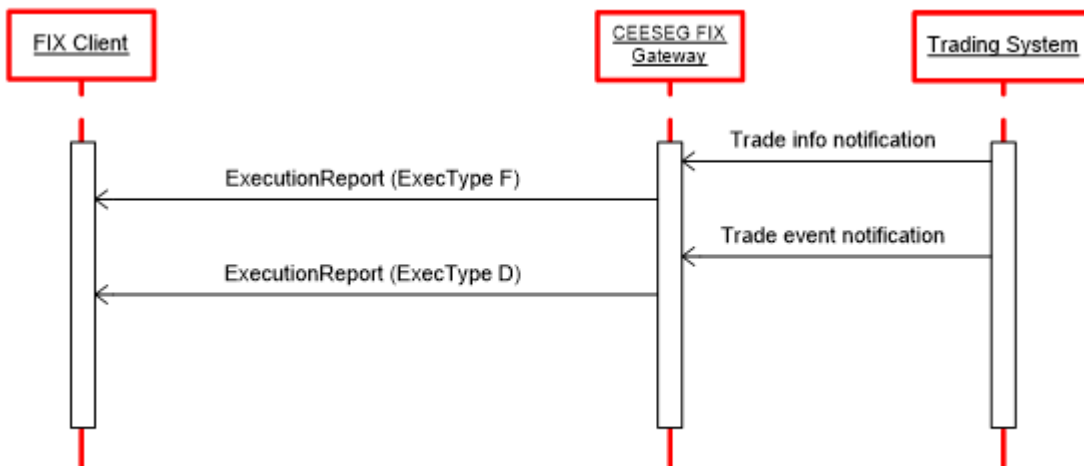 FIX Client
CEESEG FIX
Gateway
Trading System
Trade info notification
ExecutionReport (ExecType F)
Trade event notification
ExecutionReport (ExecType D)